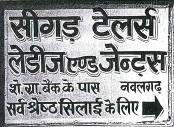 सीगड़ टेलर्स
लेडीज एण्ड जेन्ट्स
शे.ग्रा.बैंक के पास नवलगढ़
सर्व श्रेष्ठ सिलाई के लिए →